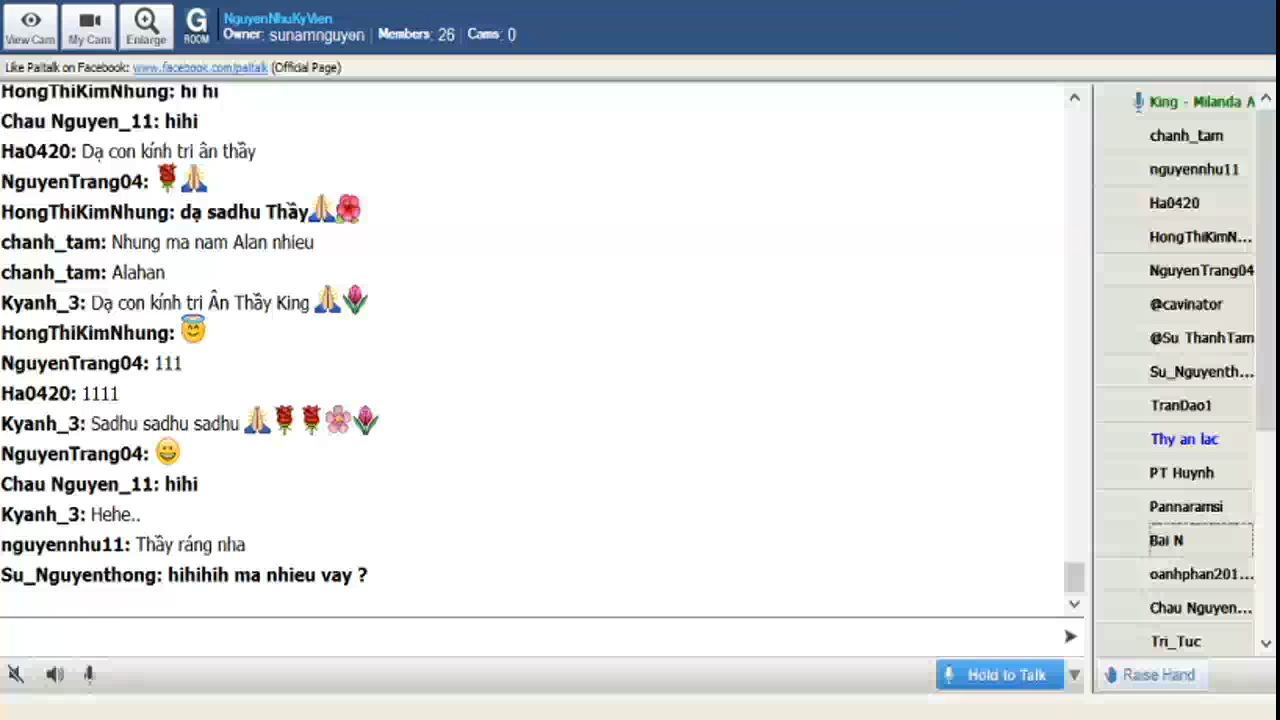 NguyenNhuKyVien
View Cam
My Cam
Enlarge
G
ROOM
Owner: sunamnguyen | Members: 26 | Cams: 0
Like Paltalk on Facebook: www.facebook.com/paltalk (Official Page)
HongThiKimNhung: hi hi
Chau Nguyen_11: hihi
Ha0420: Dạ con kính tri ân thầy
NguyenTrang04:
HongThiKimNhung: dạ sadhu Thầy
chanh_tam: Nhung ma nam Alan nhieu
chanh_tam: Alahan
Kyanh_3: Dạ con kính tri Ân Thầy King
HongThiKimNhung:
NguyenTrang04: 111
Ha0420: 1111
Kyanh_3: Sadhu sadhu sadhu
NguyenTrang04:
Chau Nguyen_11: hihi
Kyanh_3: Hehe..
nguyennhu11: Thầy ráng nha
Su_Nguyenthong: hihihih ma nhieu vay ?
King - Milanda A
chanh_tam
nguyennhu11
Ha0420
HongThiKimN...
NguyenTrang04
@cavinator
@Su ThanhTam
Su_Nguyenth...
TranDao1
Thy an lac
PT Huynh
Pannaramsi
Bai N
oanhphan201...
Chau Nguyen...
Tri_Tuc
Hold to Talk
Raise Hand